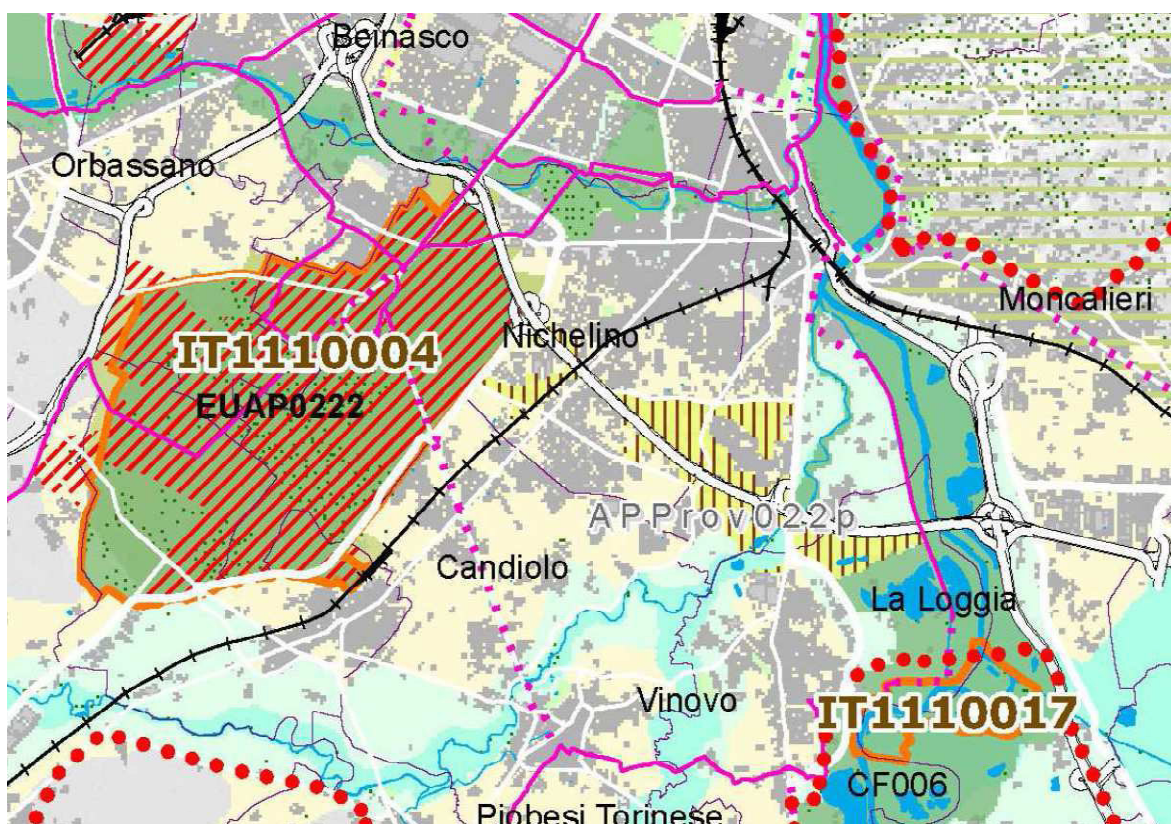 Beinasco
Orbassano
Moncalieri
Nichelino
IT1110004
EUAP0222
APProv022p
Candiolo
La Loggia
Vinovo
IT1110017
CF006
Piobesi Torinese